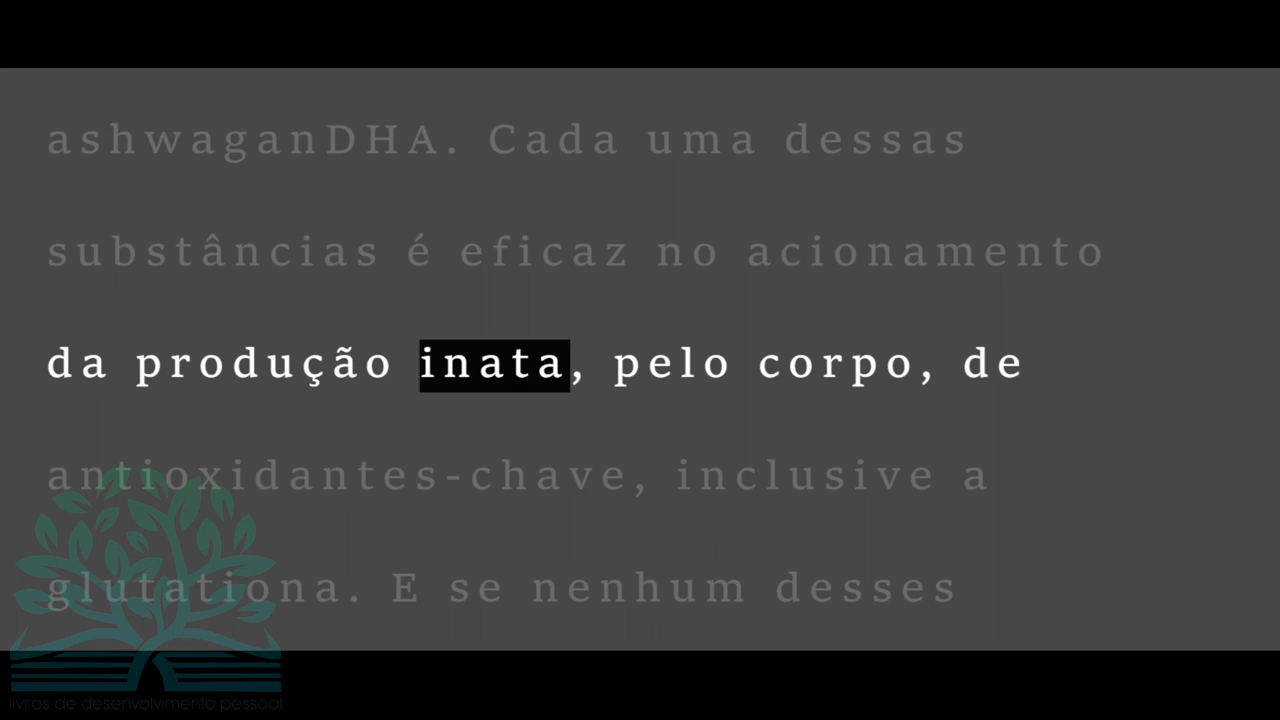 ashwaganDHA. Cada uma dessas
substâncias é eficaz no acionamento
da produção inata, pelo corpo, de
antioxidantes-chave, inclusive a
glutationa. E se nenhum desses
livros de desenvolvimento pessoal